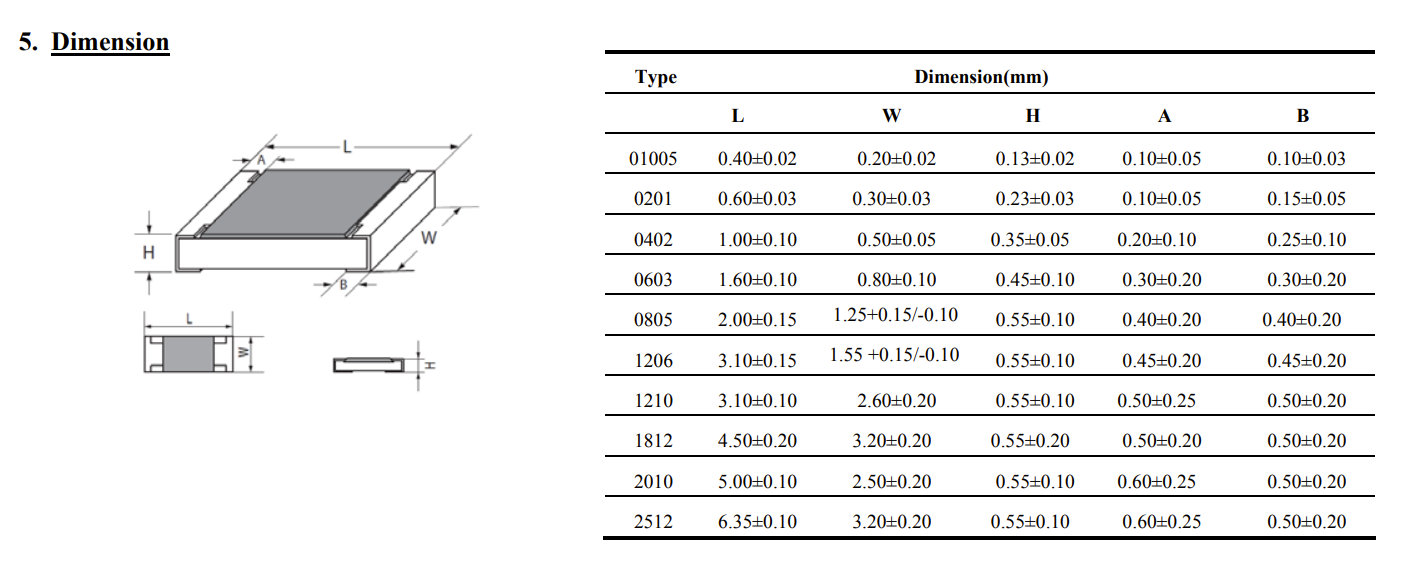 5. Dimension
Type Dimension(mm)
L W H A B
01005 0.40±0.02 0.20±0.02 0.13±0.02 0.10±0.05 0.10±0.03
0201 0.60±0.03 0.30±0.03 0.23±0.03 0.10±0.05 0.15±0.05
0402 1.00±0.10 0.50±0.05 0.35±0.05 0.20±0.10 0.25±0.10
0603 1.60±0.10 0.80±0.10 0.45±0.10 0.30±0.20 0.30±0.20
0805 2.00±0.15 1.25+0.15/-0.10 0.55±0.10 0.40±0.20 0.40±0.20
1206 3.10±0.15 1.55 +0.15/-0.10 0.55±0.10 0.45±0.20 0.45±0.20
1210 3.10±0.10 2.60±0.20 0.55±0.10 0.50±0.25 0.50±0.20
1812 4.50±0.20 3.20±0.20 0.55±0.20 0.50±0.20 0.50±0.20
2010 5.00±0.10 2.50±0.20 0.55±0.10 0.60±0.25 0.50±0.20
2512 6.35±0.10 3.20±0.20 0.55±0.10 0.60±0.25 0.50±0.20
L
A
W
H
B
L
W
H